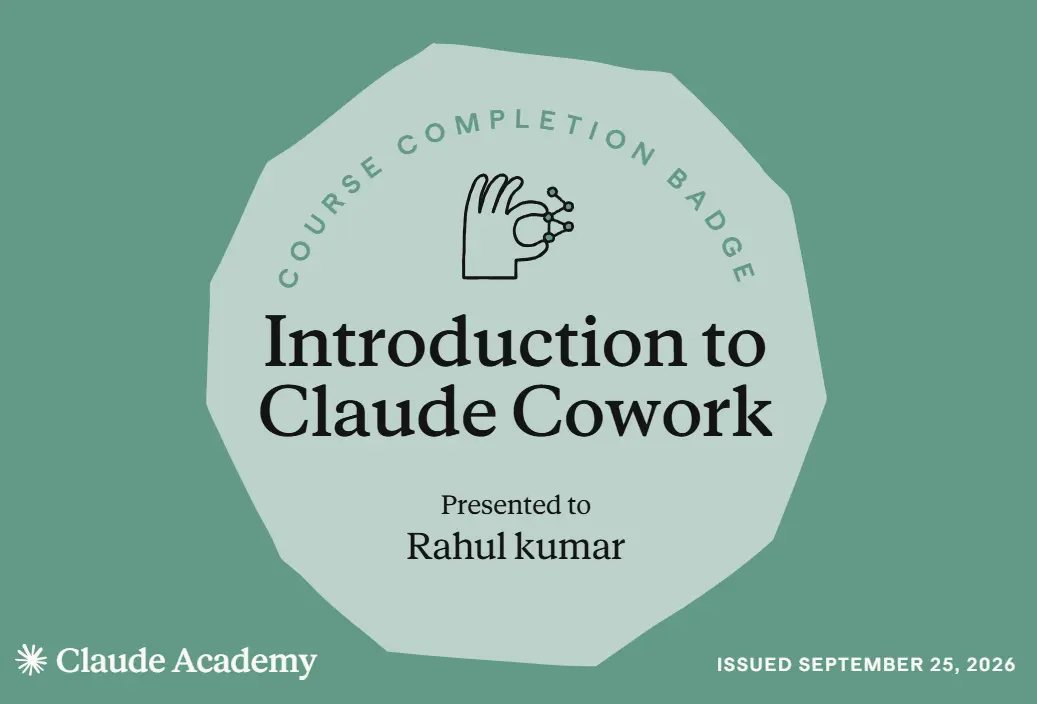 COURSE COMPLETION BADGE
Introduction to
Claude Cowork
Presented to
Rahul kumar
Claude Academy
ISSUED SEPTEMBER 25, 2026